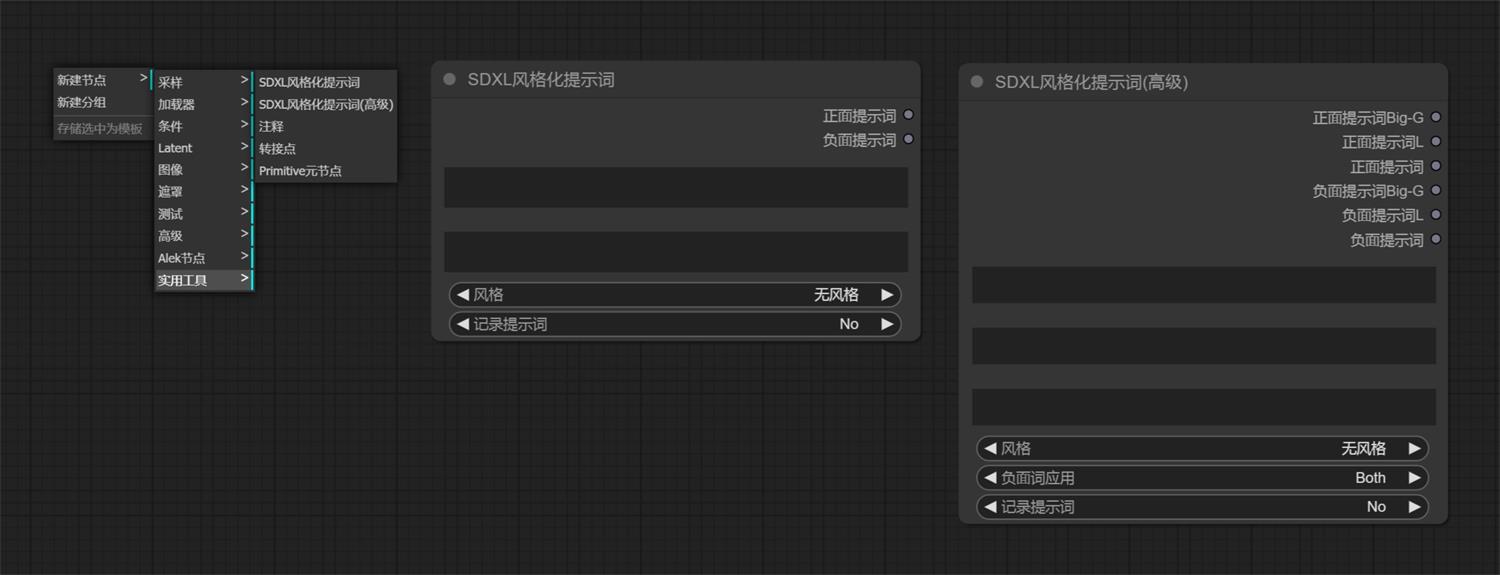 新建节点 >
新建分组
存储选中为模板
采样 >
加载器 >
条件 >
Latent >
图像 >
遮罩 >
测试 >
高级 >
Alek节点 >
实用工具 >
SDXL风格化提示词
SDXL风格化提示词(高级)
注释
转接点
Primitive元节点
SDXL风格化提示词
正面提示词
负面提示词
◀ 风格 无风格 ▶
◀ 记录提示词 No ▶
SDXL风格化提示词(高级)
正面提示词Big-G
正面提示词L
正面提示词
负面提示词Big-G
负面提示词L
负面提示词
◀ 风格 无风格 ▶
◀ 负面词应用 Both ▶
◀ 记录提示词 No ▶